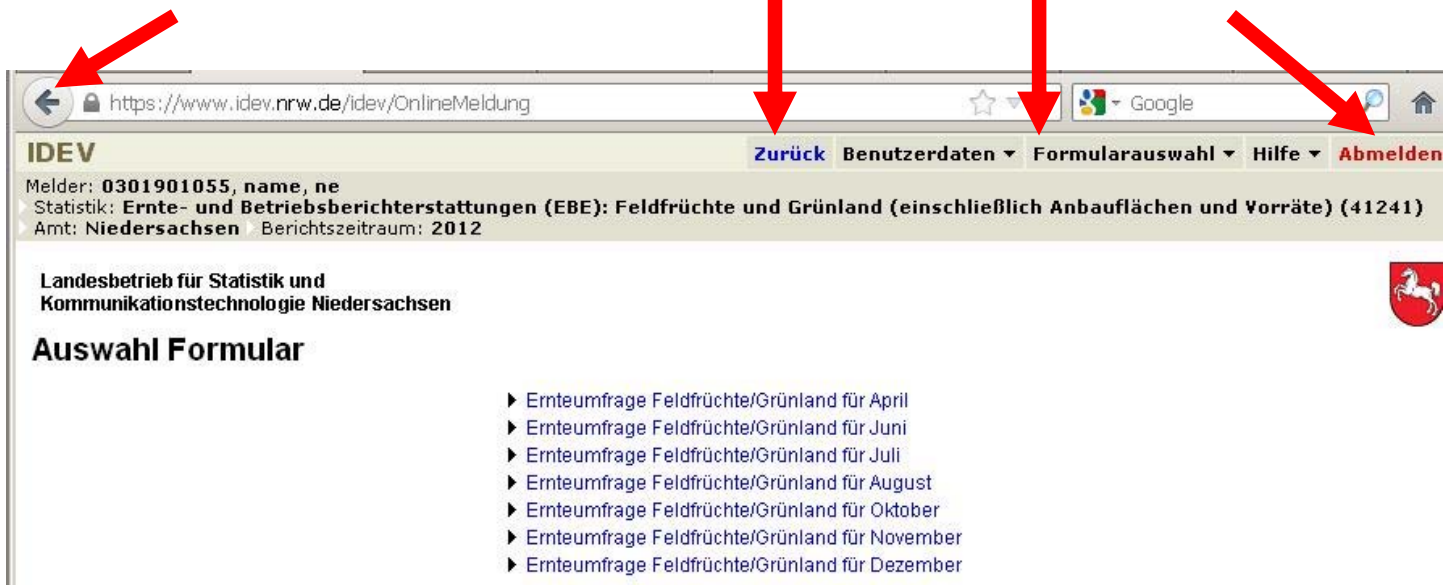 https://www.idev.nrw.de/idev/OnlineMeldung Google
IDEV Zurück Benutzerdaten Formularauswahl Hilfe Abmelden
Melder: 0301901055, name, ne
Statistik: Ernte- und Betriebsberichterstattungen (EBE): Feldfrüchte und Grünland (einschließlich Anbauflächen und Vorräte) (41241)
Amt: Niedersachsen Berichtszeitraum: 2012
Landesbetrieb für Statistik und
Kommunikationstechnologie Niedersachsen
Auswahl Formular
Ernteumfrage Feldfrüchte/Grünland für April
Ernteumfrage Feldfrüchte/Grünland für Juni
Ernteumfrage Feldfrüchte/Grünland für Juli
Ernteumfrage Feldfrüchte/Grünland für August
Ernteumfrage Feldfrüchte/Grünland für Oktober
Ernteumfrage Feldfrüchte/Grünland für November
Ernteumfrage Feldfrüchte/Grünland für Dezember